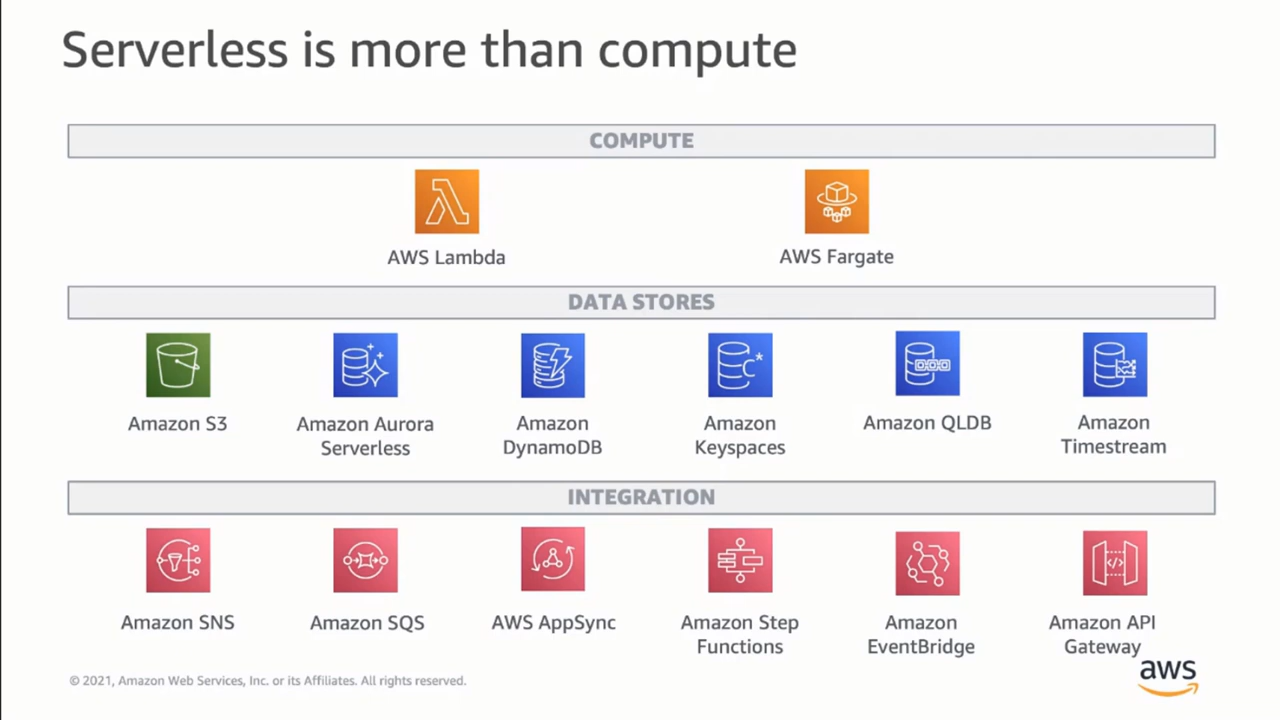 Serverless is more than compute
COMPUTE
AWS Lambda
AWS Fargate
DATA STORES
Amazon S3
Amazon Aurora
Serverless
Amazon
DynamoDB
Amazon
Keyspaces
Amazon QLDB
Amazon
Timestream
INTEGRATION
Amazon SNS
Amazon SQS
AWS AppSync
Amazon Step
Functions
Amazon
EventBridge
Amazon API
Gateway
© 2021, Amazon Web Services, Inc. or its Affiliates. All rights reserved.
aws